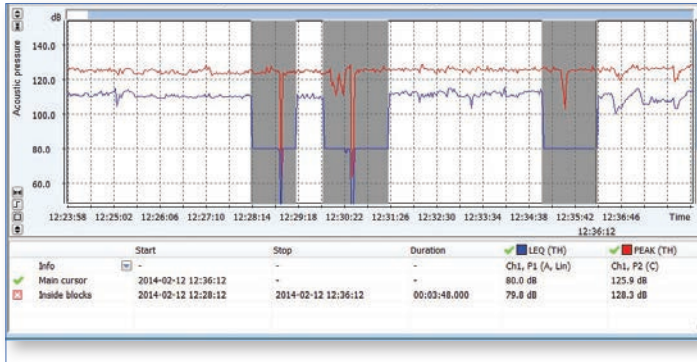 dB
Acoustic pressure
140.0
120.0
100.0
80.0
60.0
12:23:58 12:25:02 12:26:06 12:27:10 12:28:14 12:29:18 12:30:22 12:31:26 12:32:30 12:33:34 12:34:38 12:35:42 12:36:46 Time
12:36:12
Start Stop Duration LEQ (TH) PEAK (TH)
Info - - - Ch1, P1 (A, Lin) Ch1, P2 (C)
Main cursor 2014-02-12 12:36:12 - - 80.0 dB 125.9 dB
Inside blocks 2014-02-12 12:28:12 2014-02-12 12:36:12 00:03:48.000 79.8 dB 128.3 dB